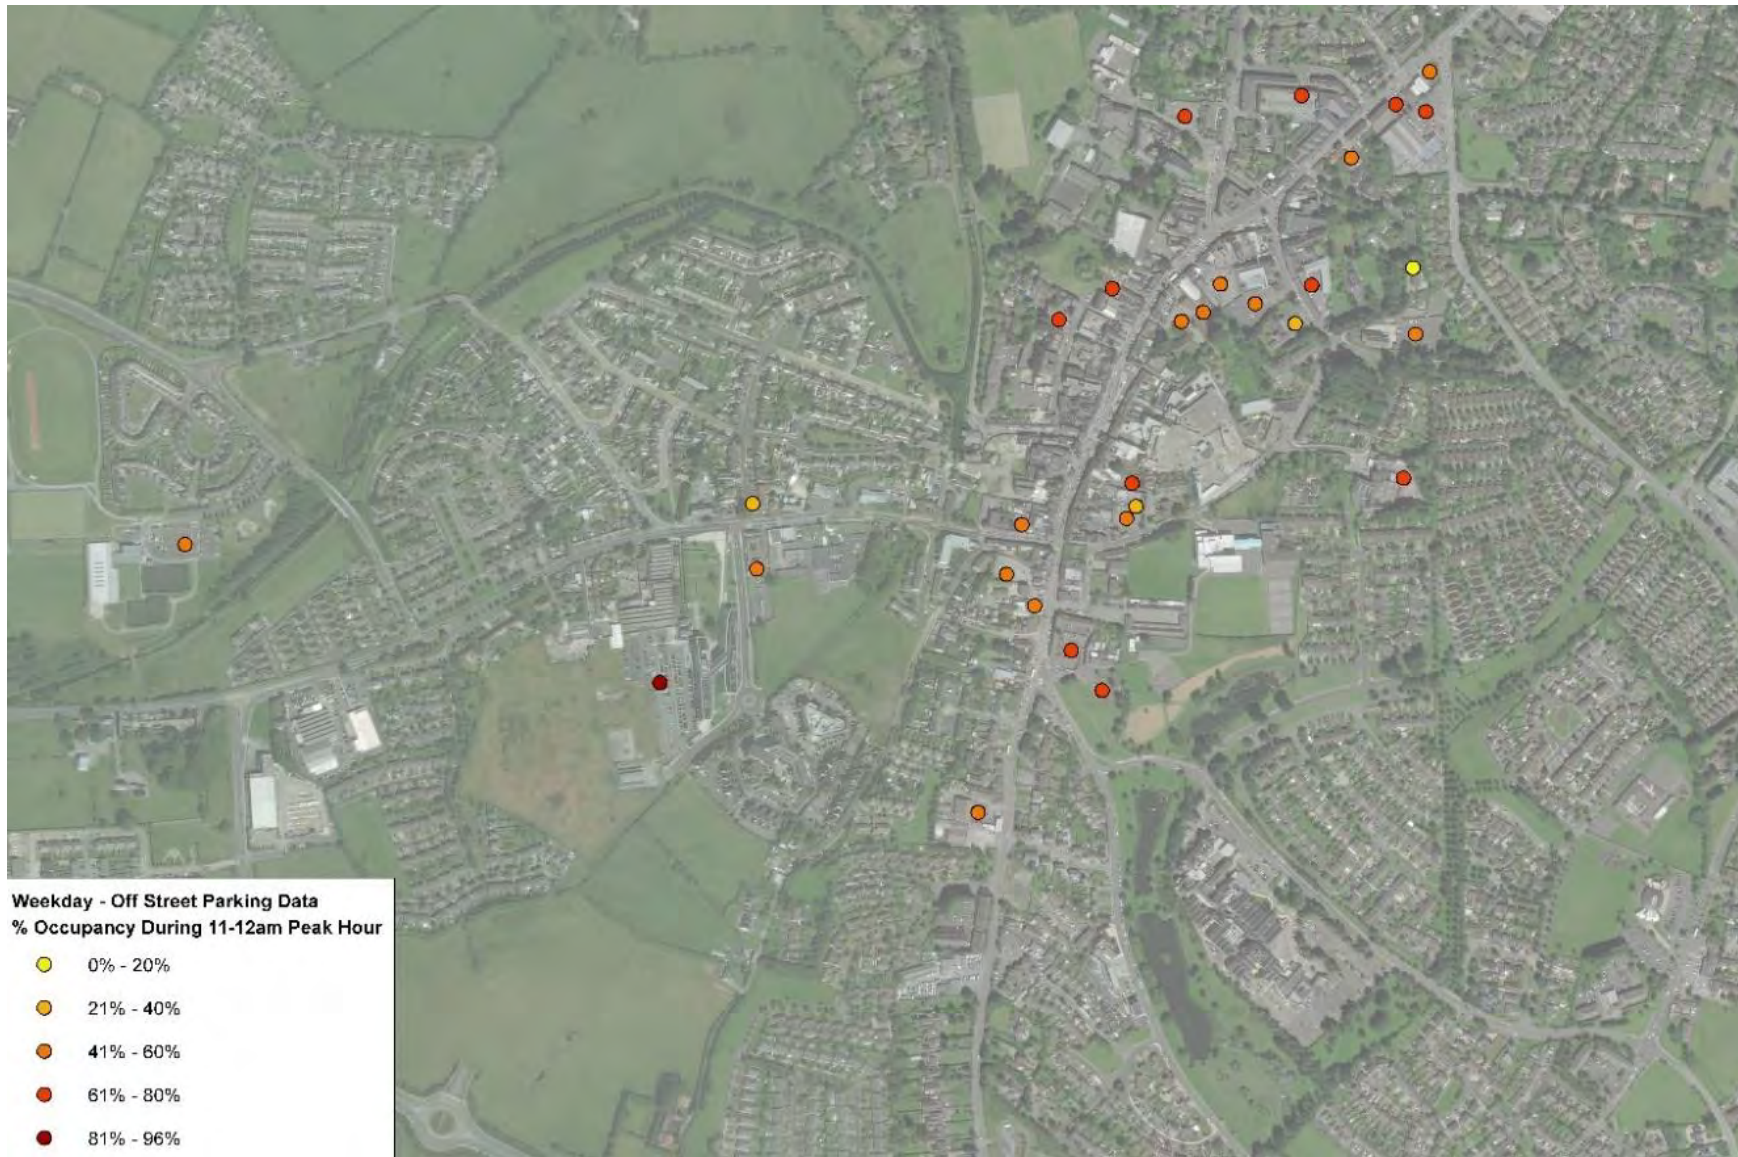 Weekday - Off Street Parking Data
% Occupancy During 11-12am Peak Hour
0% - 20%
21% - 40%
41% - 60%
61% - 80%
81% - 96%